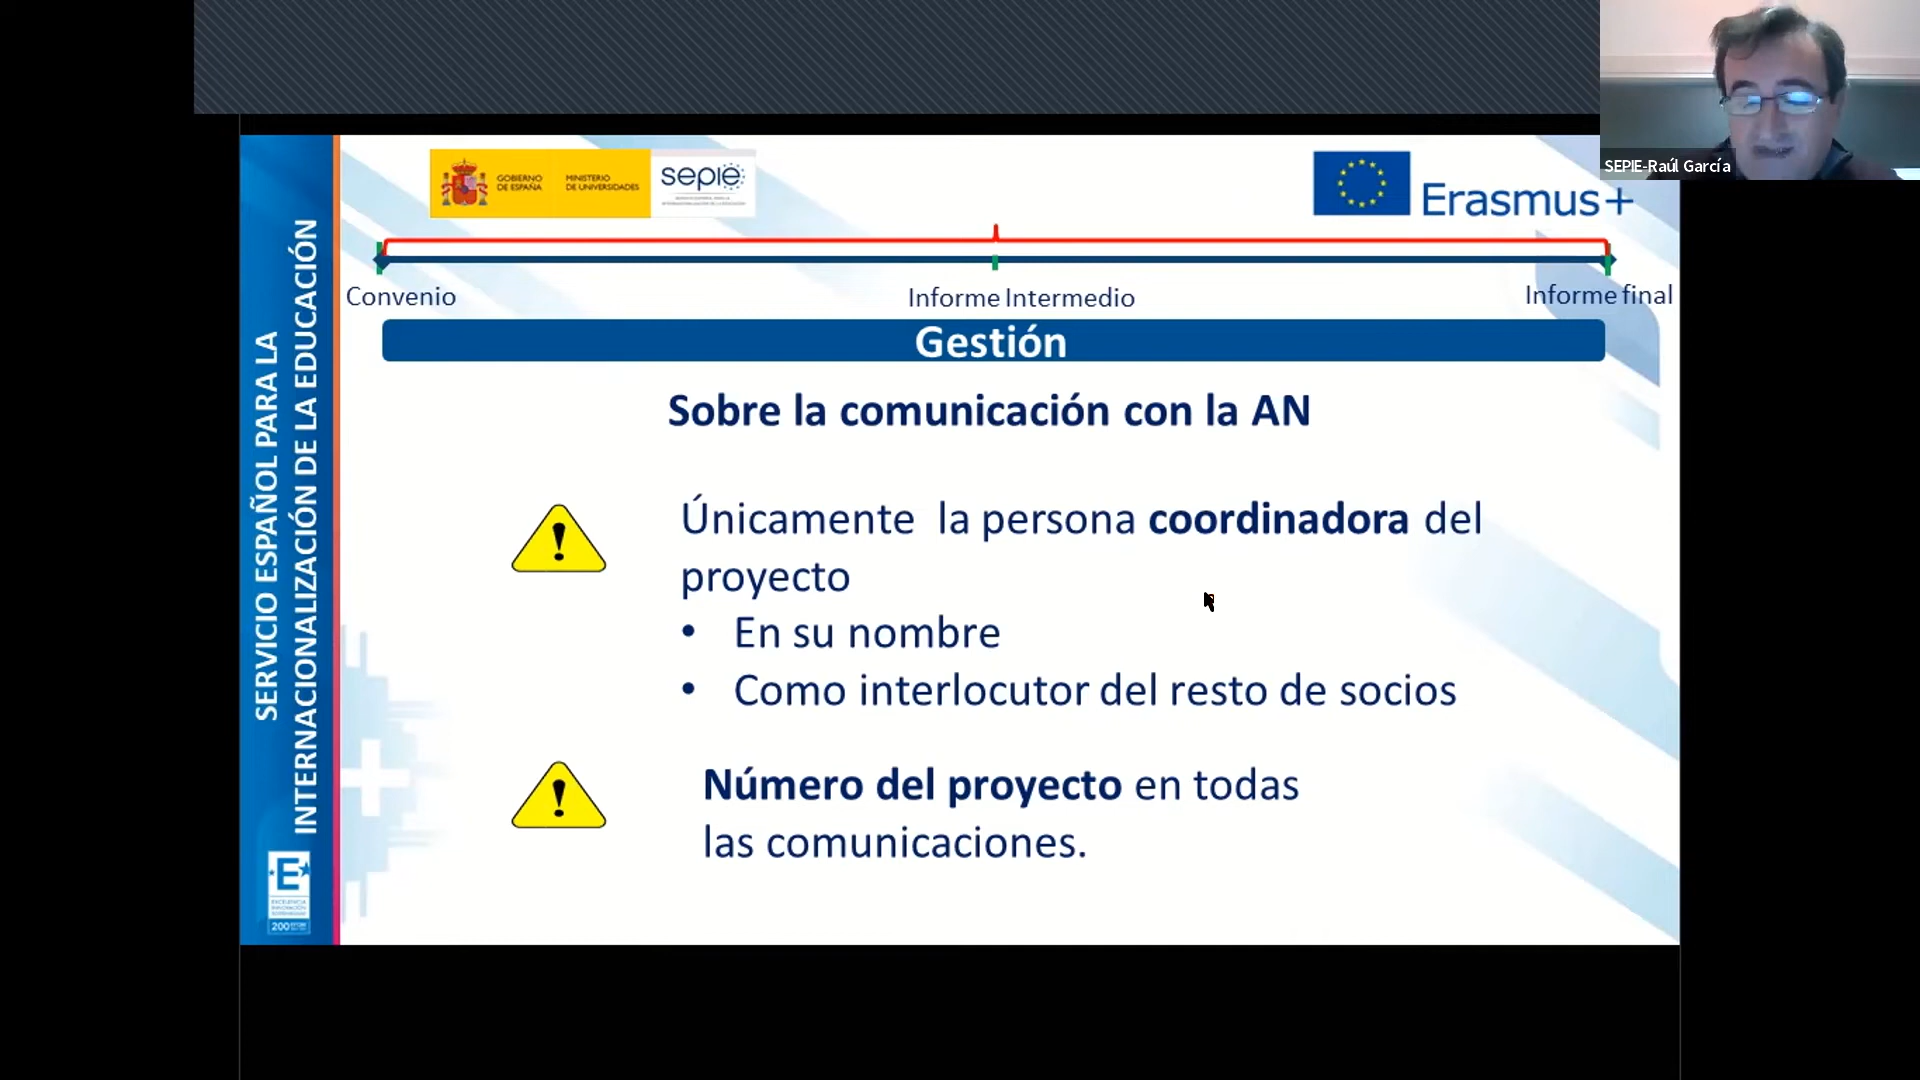 SEPIE-Raúl García
GOBIERNO
DE ESPAÑA
MINISTERIO
DE UNIVERSIDADES
sepie
Erasmus+
Convenio
Informe Intermedio
Informe final
Gestión
Sobre la comunicación con la AN
Únicamente la persona coordinadora del
proyecto
• En su nombre
• Como interlocutor del resto de socios
Número del proyecto en todas
las comunicaciones.
SERVICIO ESPAÑOL PARA LA
INTERNACIONALIZACIÓN DE LA EDUCACIÓN
E
200